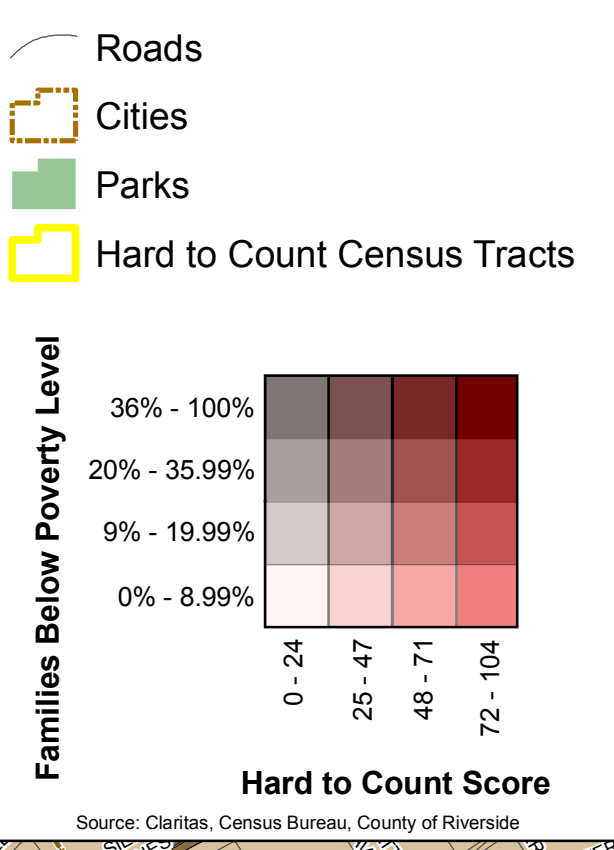 Roads
Cities
Parks
Hard to Count Census Tracts
Families Below Poverty Level
36% - 100%
20% - 35.99%
9% - 19.99%
0% - 8.99%
0 - 24
25 - 47
48 - 71
72 - 104
Hard to Count Score
Source: Claritas, Census Bureau, County of Riverside